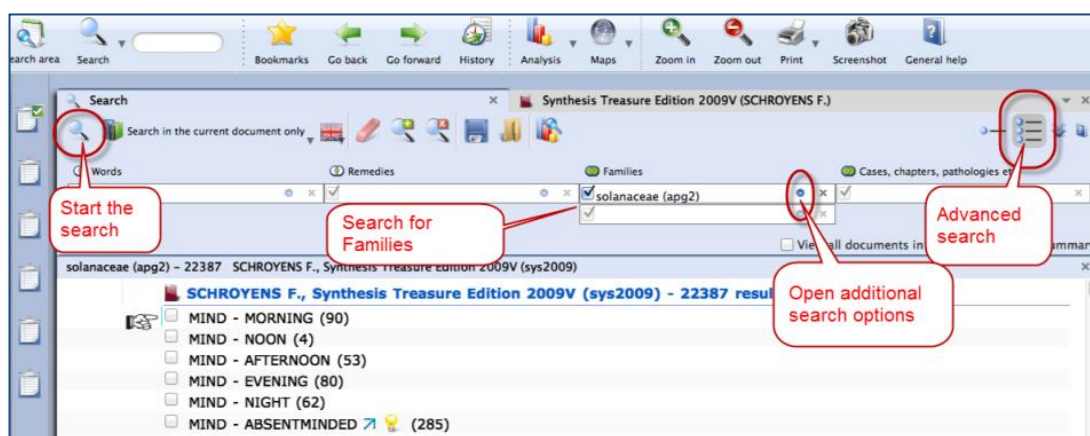 earch area Search Bookmarks Go back Go forward History Analysis Maps Zoom in Zoom out Print Screenshot General help
Search Synthesis Treasure Edition 2009V (SCHROYENS F.)
Search in the current document only
Words Remedies Families Cases, chapters, pathologies et
solanaceae (apg2)
Start the
search
Search for
Families
Advanced
search
Open additional
search options
all documents in
solanaceae (apg2) - 22387 SCHROYENS F., Synthesis Treasure Edition 2009V (sys2009)
SCHROYENS F., Synthesis Treasure Edition 2009V (sys2009) - 22387 resul
MIND - MORNING (90)
MIND - NOON (4)
MIND - AFTERNOON (53)
MIND - EVENING (80)
MIND - NIGHT (62)
MIND - ABSENTMINDED (285)